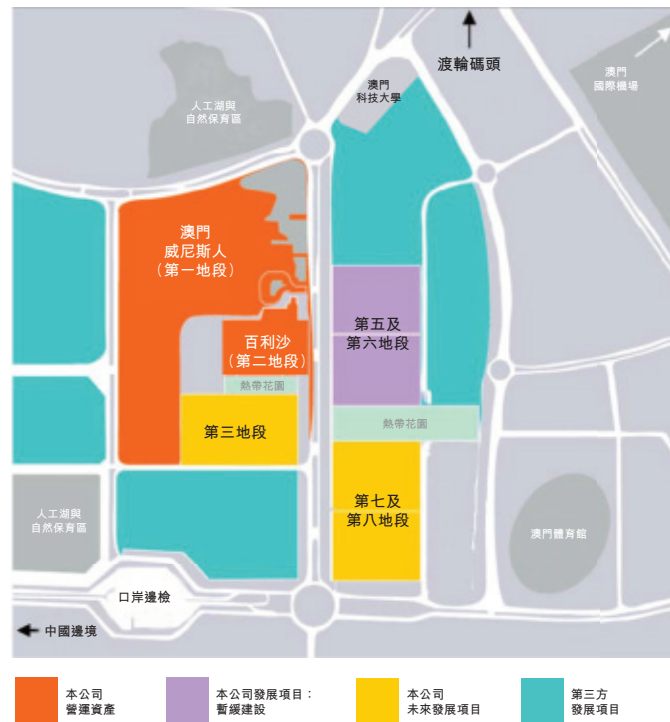 渡輪碼頭
澳門
國際機場
澳門
科技大學
人工湖與
自然保育區
澳門
威尼斯人
(第一地段)
第五及
第六地段
百利沙
(第二地段)
熱帶花園
第三地段
熱帶花園
第七及
第八地段
人工湖與
自然保育區
澳門體育館
口岸邊檢
中國邊境
本公司
營運資產
本公司發展項目：
暫緩建設
本公司
未來發展項目
第三方
發展項目